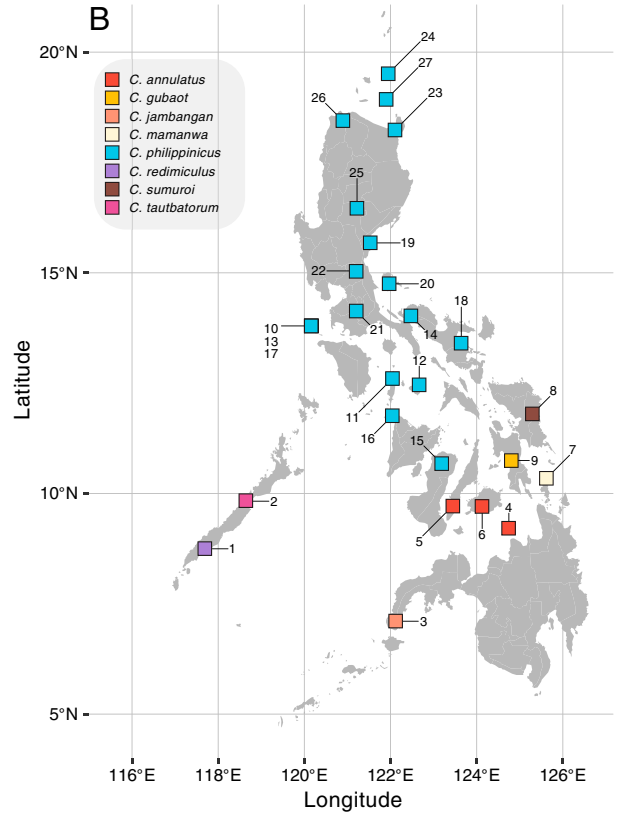 B
20°N
15°N
10°N
5°N
Latitude
C. annulatus
C. gubaot
C. jambangan
C. mamanwa
C. philippinicus
C. redimiculus
C. sumuroi
C. tautbatorum
24
27
26
23
25
19
22
20
18
10
13
17
21
14
12
11
8
16
15
7
9
2
4
5
6
1
3
116°E
118°E
120°E
122°E
124°E
126°E
Longitude